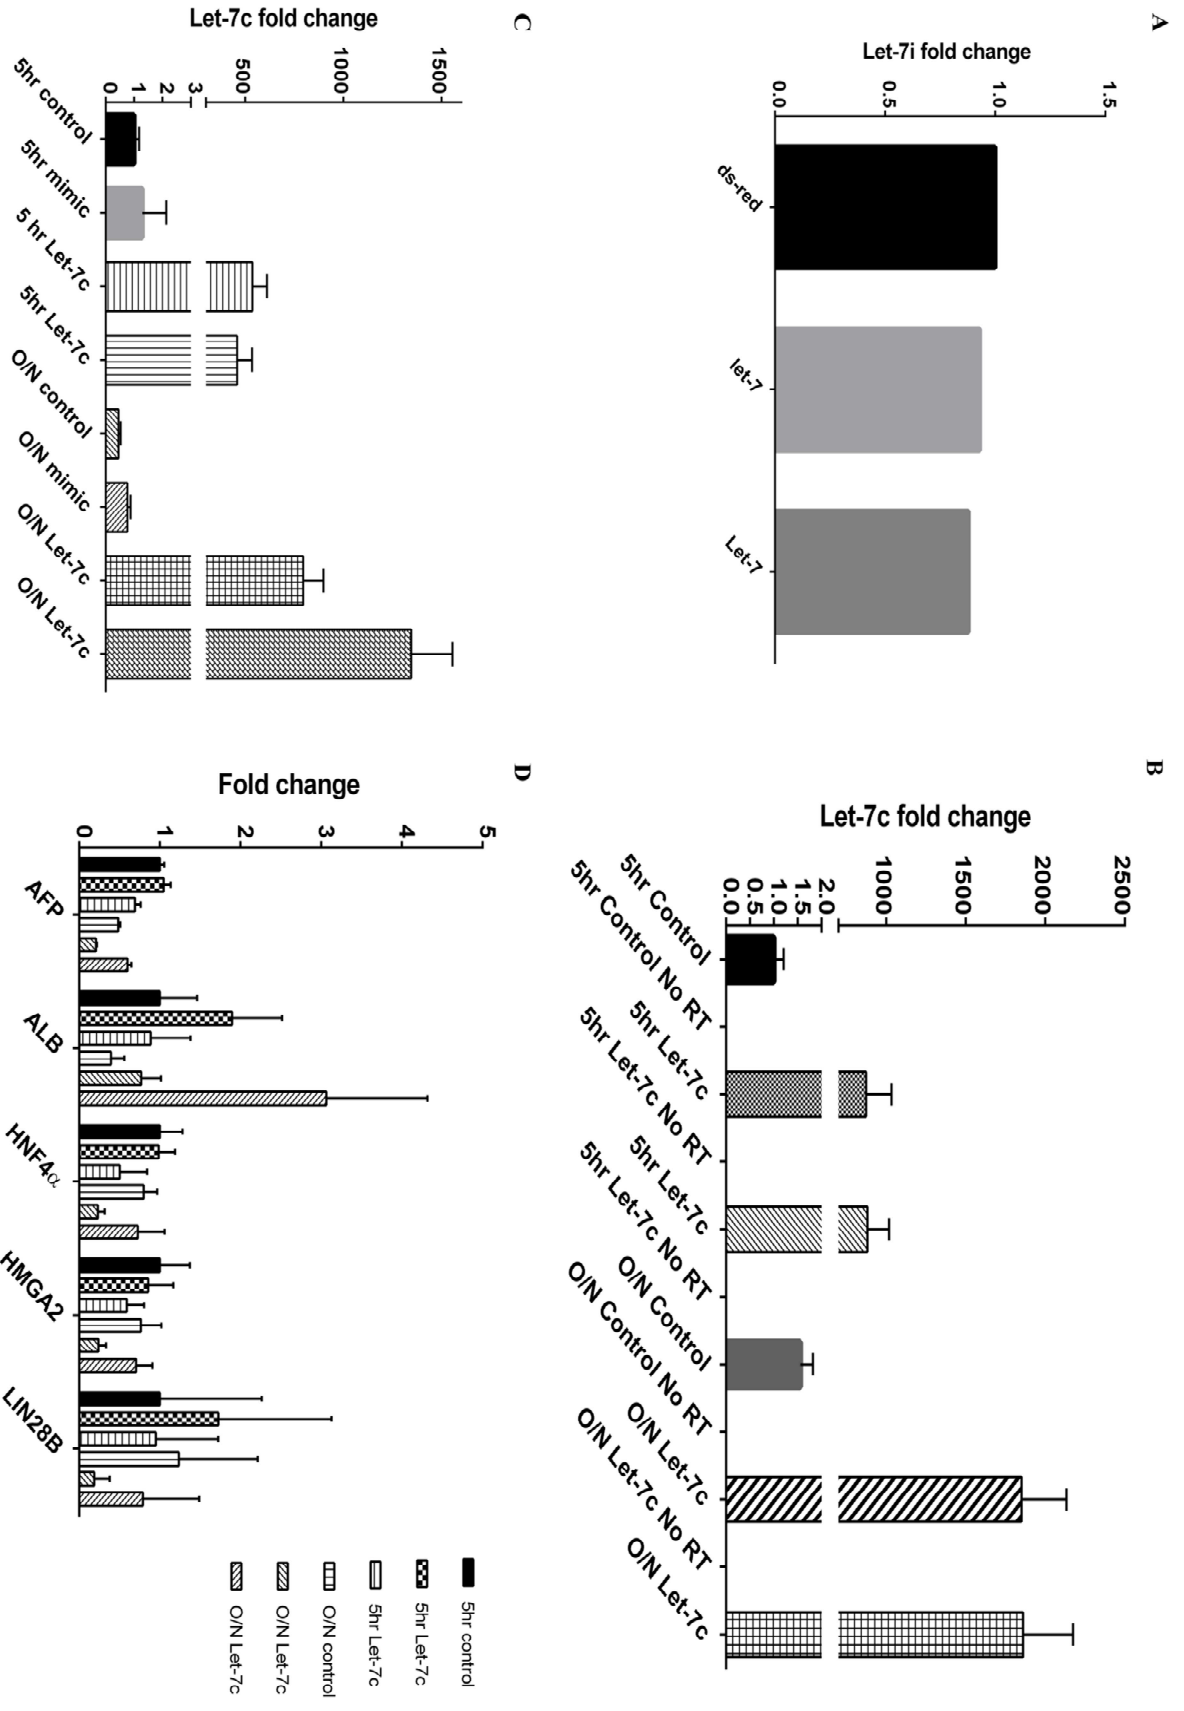 A
Let-7i fold change
0.0
0.5
1.0
1.5
ds-red
let-7
Let-7
B
Let-7c fold change
0.0
0.5
1.0
1.5
2.0
1000
1500
2000
2500
5hr Control
5hr Control No RT
5hr Let-7c
5hr Let-7c No RT
5hr Let-7c
5hr Let-7c No RT
O/N Control
O/N Control No RT
O/N Let-7c
O/N Let-7c No RT
O/N Let-7c
C
Let-7c fold change
0
1
2
3
500
1000
1500
5hr control
5hr mimic
5 hr Let-7c
5hr Let-7c
O/N control
O/N mimic
O/N Let-7c
O/N Let-7c
D
Fold change
0
1
2
3
4
5
AFP
ALB
HNF4α
HMGA2
LIN28B
5hr control
5hr Let-7c
5hr Let-7c
O/N control
O/N Let-7c
O/N Let-7c